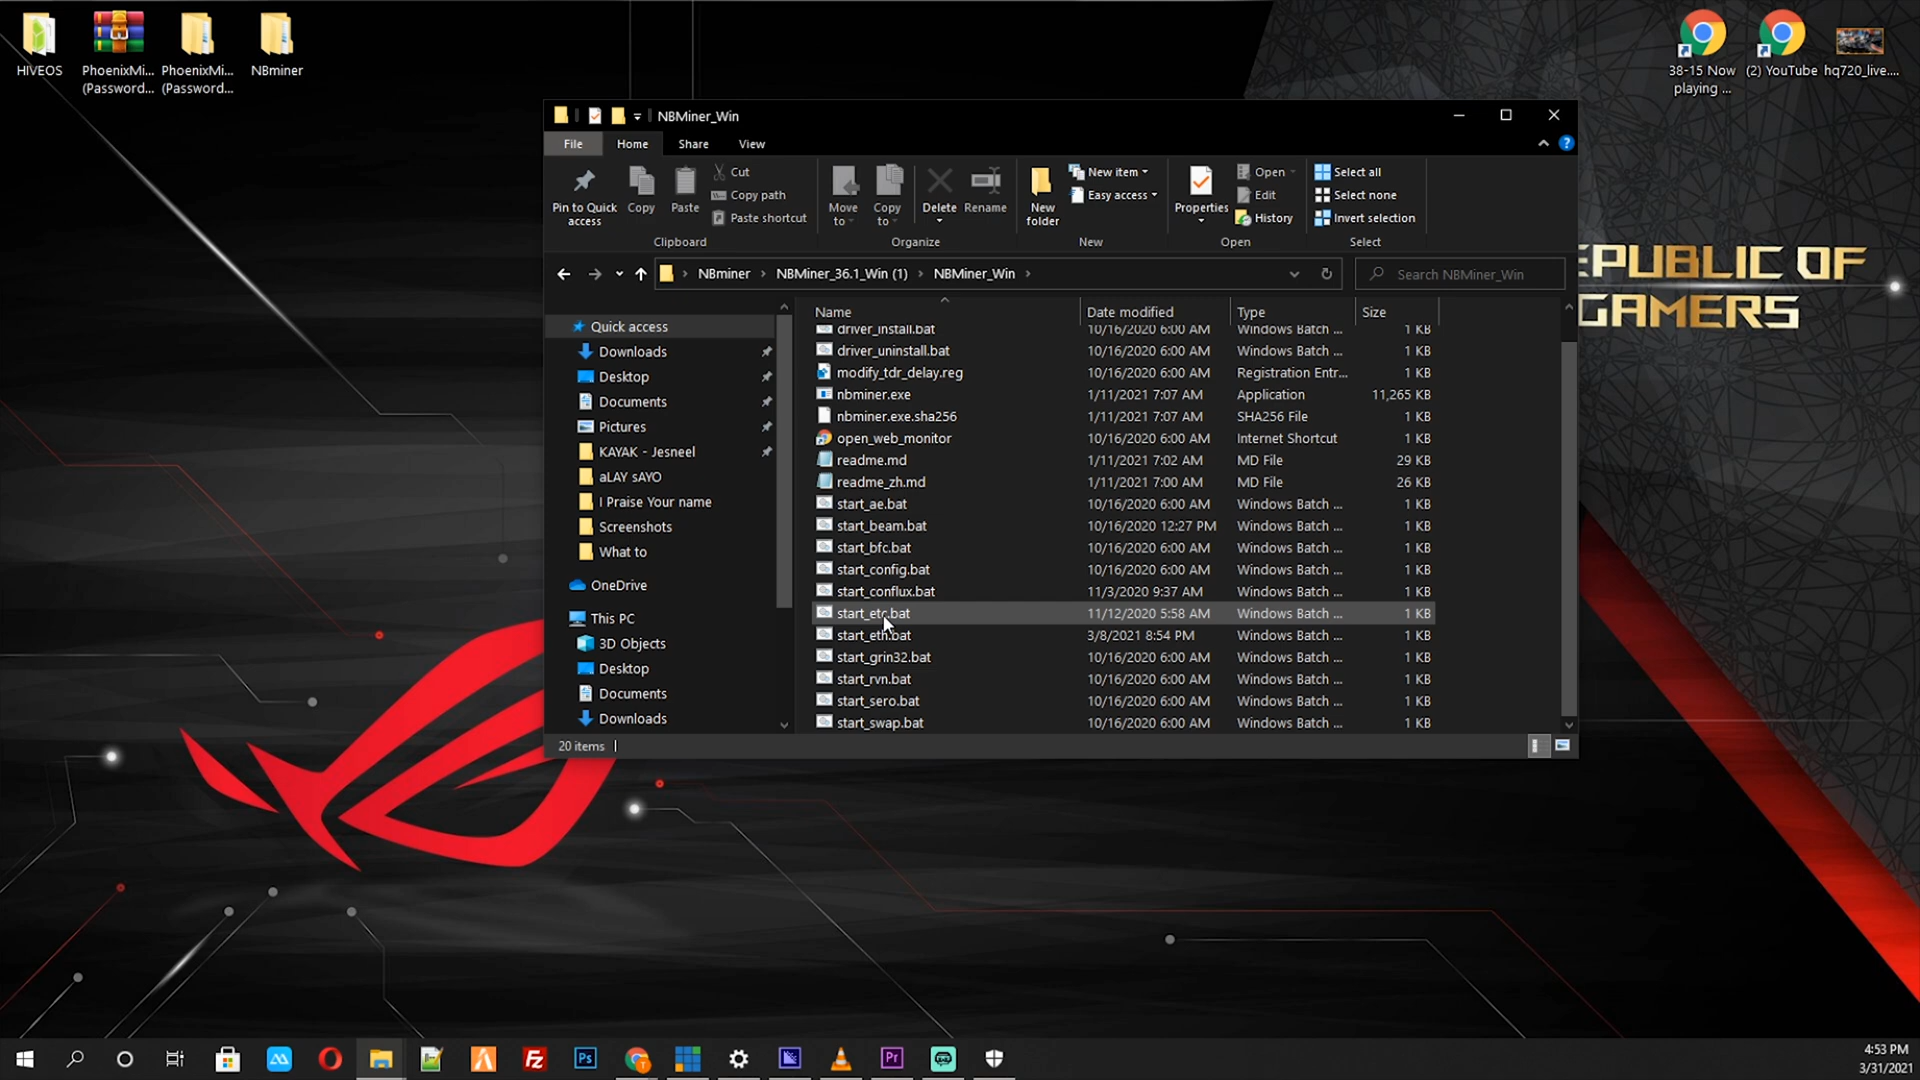 HIVEOS
PhoenixMi...
(Password...
PhoenixMi...
(Password...
NBminer
38-15 Now
playing ...
(2) YouTube
hq720_live....
NBMiner_Win
File
Home
Share
View
Pin to Quick
access
Copy
Paste
Cut
Copy path
Paste shortcut
Clipboard
Move
to
Copy
to
Delete
Rename
Organize
New
folder
New item
Easy access
New
Properties
Open
Edit
History
Open
Select all
Select none
Invert selection
Select
NBminer
NBMiner_36.1_Win (1)
NBMiner_Win
Search NBMiner_Win
EPUBLIC OF
GAMERS
Quick access
Downloads
Desktop
Documents
Pictures
KAYAK - Jesneel
aLAY sAYO
I Praise Your name
Screenshots
What to
OneDrive
This PC
3D Objects
Desktop
Documents
Downloads
Name Date modified Type Size
driver_install.bat 10/16/2020 6:00 AM Windows Batch ... 1 KB
driver_uninstall.bat 10/16/2020 6:00 AM Windows Batch ... 1 KB
modify_tdr_delay.reg 10/16/2020 6:00 AM Registration Entr... 1 KB
nbminer.exe 1/11/2021 7:07 AM Application 11,265 KB
nbminer.exe.sha256 1/11/2021 7:07 AM SHA256 File 1 KB
open_web_monitor 10/16/2020 6:00 AM Internet Shortcut 1 KB
readme.md 1/11/2021 7:02 AM MD File 29 KB
readme_zh.md 1/11/2021 7:00 AM MD File 26 KB
start_ae.bat 10/16/2020 6:00 AM Windows Batch ... 1 KB
start_beam.bat 10/16/2020 12:27 PM Windows Batch ... 1 KB
start_bfc.bat 10/16/2020 6:00 AM Windows Batch ... 1 KB
start_config.bat 10/16/2020 6:00 AM Windows Batch ... 1 KB
start_conflux.bat 11/3/2020 9:37 AM Windows Batch ... 1 KB
start_etc.bat 11/12/2020 5:58 AM Windows Batch ... 1 KB
start_eth.bat 3/8/2021 8:54 PM Windows Batch ... 1 KB
start_grin32.bat 10/16/2020 6:00 AM Windows Batch ... 1 KB
start_rvn.bat 10/16/2020 6:00 AM Windows Batch ... 1 KB
start_sero.bat 10/16/2020 6:00 AM Windows Batch ... 1 KB
start_swap.bat 10/16/2020 6:00 AM Windows Batch ... 1 KB
20 items
Fz
Ps
Pr
4:53 PM
3/31/2021